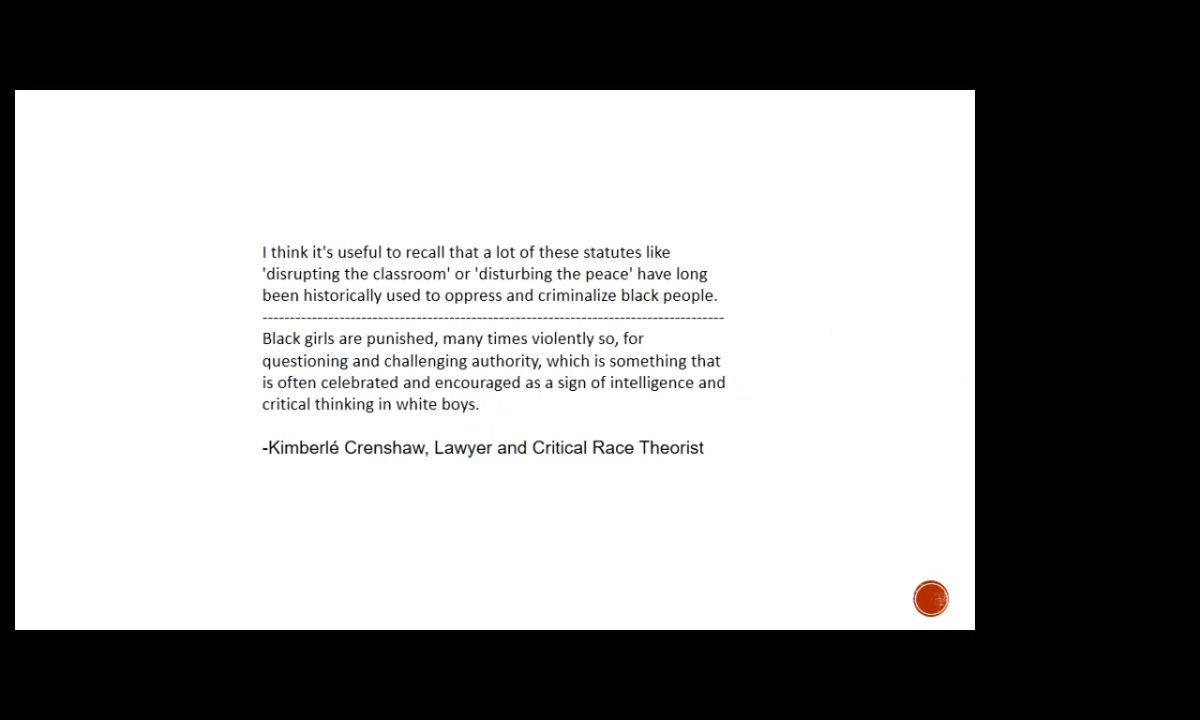 I think it's useful to recall that a lot of these statutes like
'disrupting the classroom' or 'disturbing the peace' have long
been historically used to oppress and criminalize black people.
-------------------------------------------------------------------------------------
Black girls are punished, many times violently so, for
questioning and challenging authority, which is something that
is often celebrated and encouraged as a sign of intelligence and
critical thinking in white boys.
-Kimberlé Crenshaw, Lawyer and Critical Race Theorist